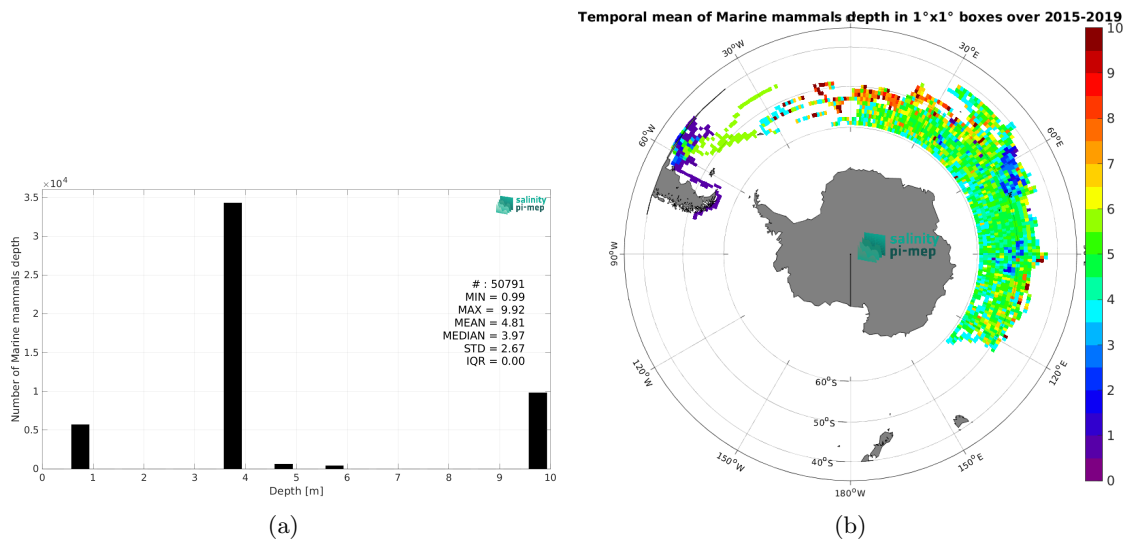 ×10⁴
3.5
3
2.5
2
1.5
1
0.5
0
Number of Marine mammals depth
salinity
pi-mep
# : 50791
MIN = 0.99
MAX = 9.92
MEAN = 4.81
MEDIAN = 3.97
STD = 2.67
IQR = 0.00
0 1 2 3 4 5 6 7 8 9 10
Depth [m]
(a)
Temporal mean of Marine mammals depth in 1°x1° boxes over 2015-2019
30°W
30°E
60°W
60°E
90°W
120°W
120°E
150°W
150°E
180°W
60°S
50°S
40°S
salinity
pi-mep
10
9
8
7
6
5
4
3
2
1
0
(b)